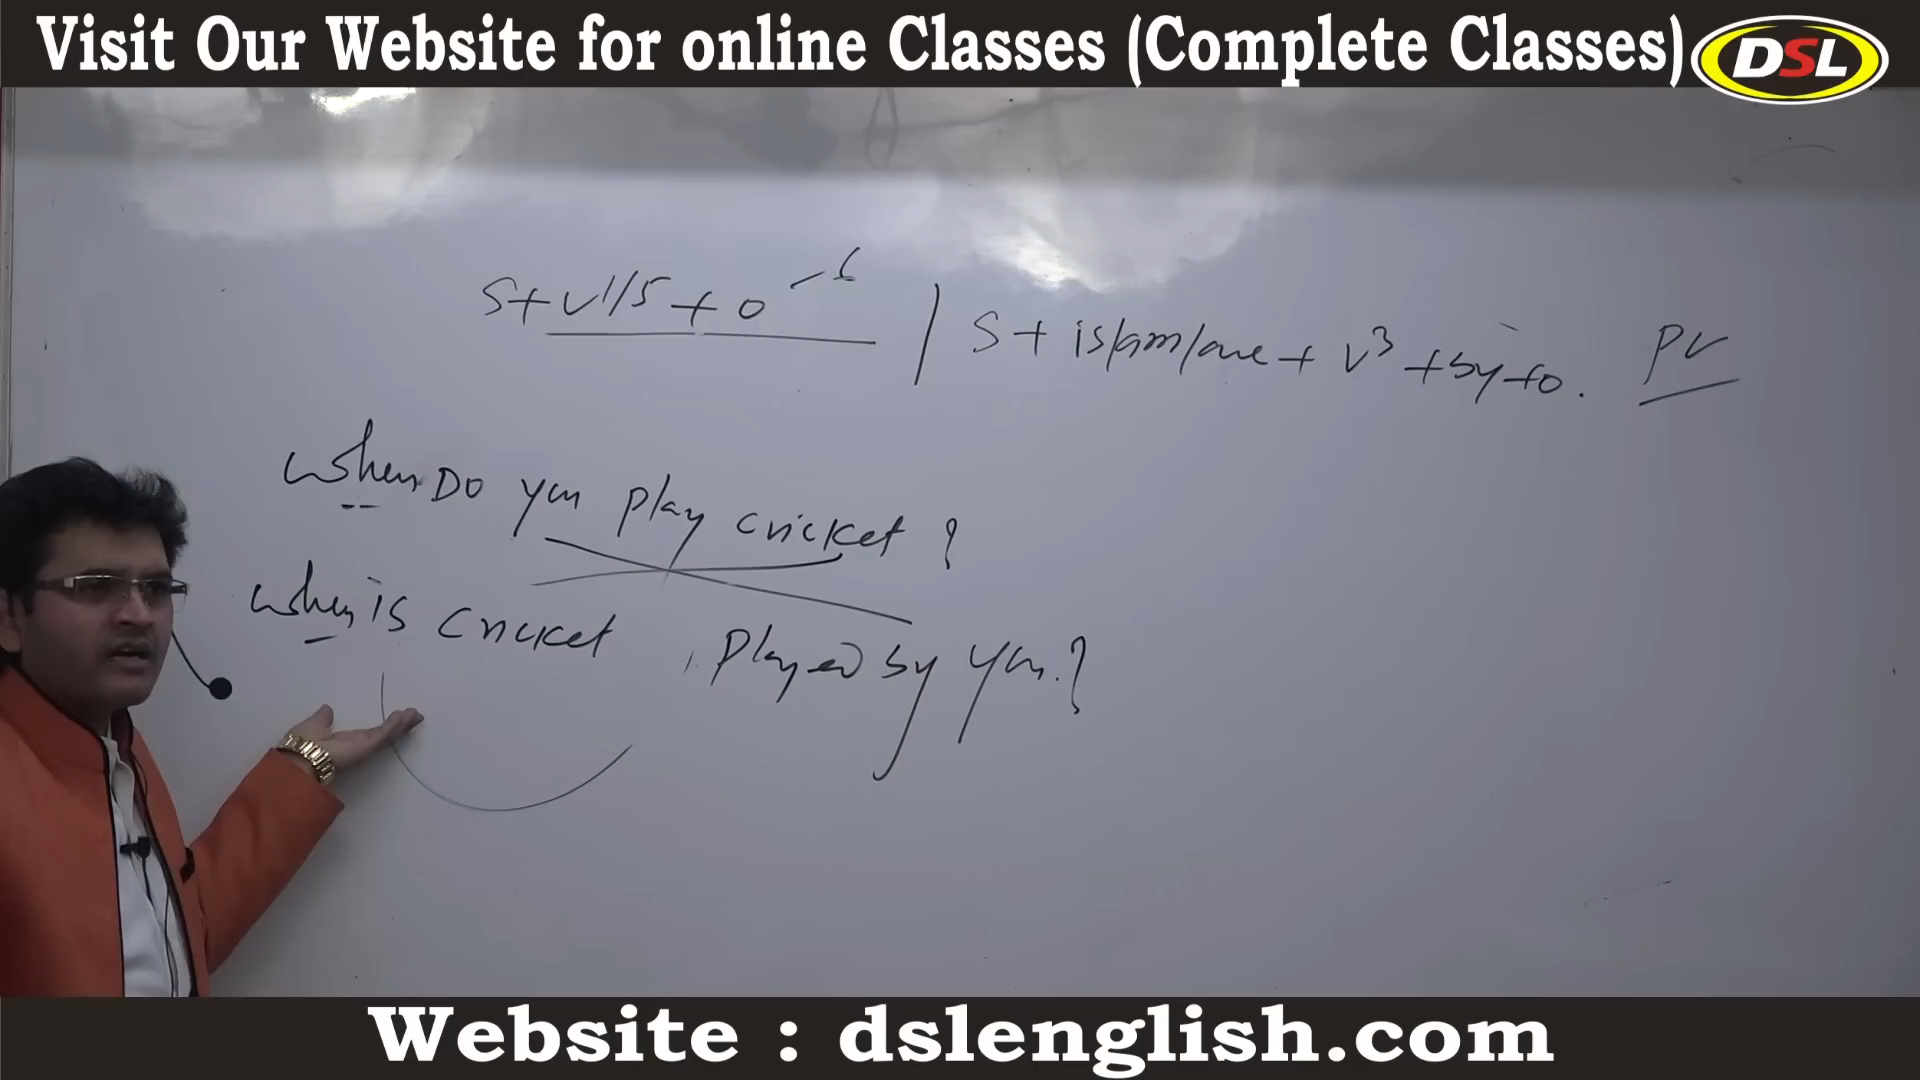 Visit Our Website for online Classes (Complete Classes)
DSL
S+V1/5+O
S + is/am/are + V3 + by + o. PV
When Do you play cricket ?
When is cricket played by you.?
Website : dslenglish.com